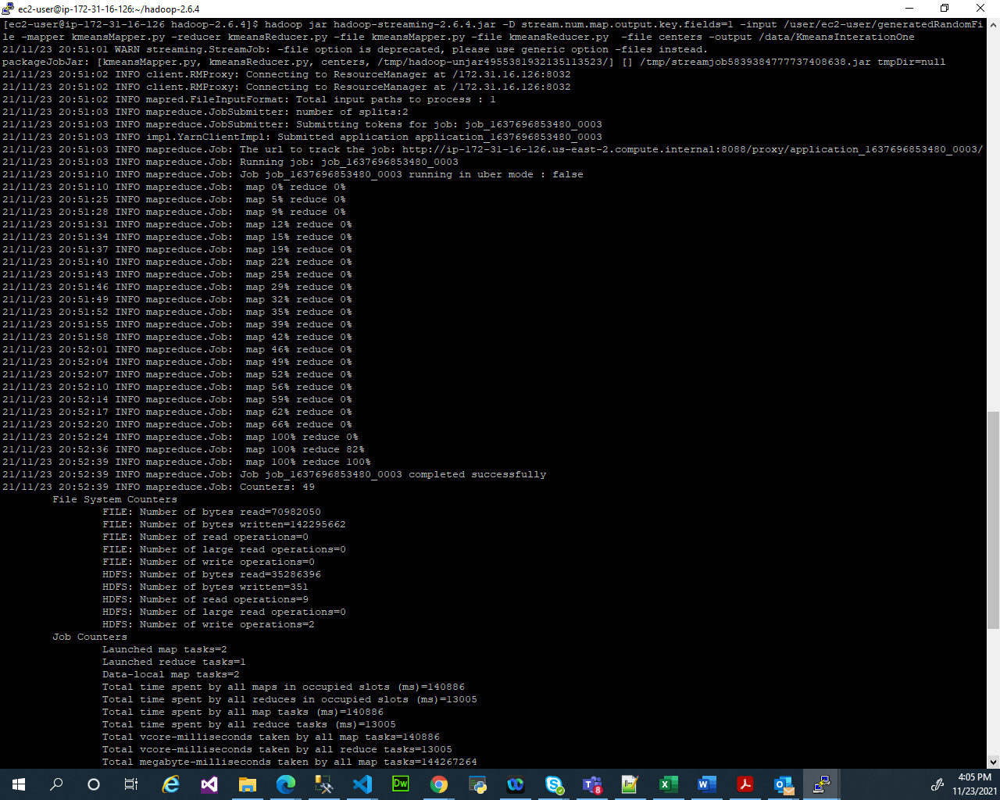 ec2-user@ip-172-31-16-126:~/hadoop-2.6.4
[ec2-user@ip-172-31-16-126 hadoop-2.6.4]$ hadoop jar hadoop-streaming-2.6.4.jar -D stream.num.map.output.key.fields=1 -input /user/ec2-user/generatedRandomFi
le -mapper kmeansMapper.py -reducer kmeansReducer.py -file kmeansMapper.py -file kmeansReducer.py  -file centers -output /data/KmeansInterationOne
21/11/23 20:51:01 WARN streaming.StreamJob: -file option is deprecated, please use generic option -files instead.
packageJobJar: [kmeansMapper.py, kmeansReducer.py, centers, /tmp/hadoop-unjar4955381932135113523/] [] /tmp/streamjob5839384777737408638.jar tmpDir=null
21/11/23 20:51:02 INFO client.RMProxy: Connecting to ResourceManager at /172.31.16.126:8032
21/11/23 20:51:02 INFO client.RMProxy: Connecting to ResourceManager at /172.31.16.126:8032
21/11/23 20:51:02 INFO mapred.FileInputFormat: Total input paths to process : 1
21/11/23 20:51:03 INFO mapreduce.JobSubmitter: number of splits:2
21/11/23 20:51:03 INFO mapreduce.JobSubmitter: Submitting tokens for job: job_1637696853480_0003
21/11/23 20:51:03 INFO impl.YarnClientImpl: Submitted application application_1637696853480_0003
21/11/23 20:51:03 INFO mapreduce.Job: The url to track the job: http://ip-172-31-16-126.us-east-2.compute.internal:8088/proxy/application_1637696853480_0003/
21/11/23 20:51:03 INFO mapreduce.Job: Running job: job_1637696853480_0003
21/11/23 20:51:10 INFO mapreduce.Job: Job job_1637696853480_0003 running in uber mode : false
21/11/23 20:51:10 INFO mapreduce.Job:  map 0% reduce 0%
21/11/23 20:51:25 INFO mapreduce.Job:  map 5% reduce 0%
21/11/23 20:51:28 INFO mapreduce.Job:  map 9% reduce 0%
21/11/23 20:51:31 INFO mapreduce.Job:  map 12% reduce 0%
21/11/23 20:51:34 INFO mapreduce.Job:  map 15% reduce 0%
21/11/23 20:51:37 INFO mapreduce.Job:  map 19% reduce 0%
21/11/23 20:51:40 INFO mapreduce.Job:  map 22% reduce 0%
21/11/23 20:51:43 INFO mapreduce.Job:  map 25% reduce 0%
21/11/23 20:51:46 INFO mapreduce.Job:  map 29% reduce 0%
21/11/23 20:51:49 INFO mapreduce.Job:  map 32% reduce 0%
21/11/23 20:51:52 INFO mapreduce.Job:  map 35% reduce 0%
21/11/23 20:51:55 INFO mapreduce.Job:  map 39% reduce 0%
21/11/23 20:51:58 INFO mapreduce.Job:  map 42% reduce 0%
21/11/23 20:52:01 INFO mapreduce.Job:  map 46% reduce 0%
21/11/23 20:52:04 INFO mapreduce.Job:  map 49% reduce 0%
21/11/23 20:52:07 INFO mapreduce.Job:  map 52% reduce 0%
21/11/23 20:52:10 INFO mapreduce.Job:  map 56% reduce 0%
21/11/23 20:52:14 INFO mapreduce.Job:  map 59% reduce 0%
21/11/23 20:52:17 INFO mapreduce.Job:  map 62% reduce 0%
21/11/23 20:52:20 INFO mapreduce.Job:  map 66% reduce 0%
21/11/23 20:52:24 INFO mapreduce.Job:  map 100% reduce 0%
21/11/23 20:52:36 INFO mapreduce.Job:  map 100% reduce 82%
21/11/23 20:52:39 INFO mapreduce.Job:  map 100% reduce 100%
21/11/23 20:52:39 INFO mapreduce.Job: Job job_1637696853480_0003 completed successfully
21/11/23 20:52:39 INFO mapreduce.Job: Counters: 49
File System Counters
FILE: Number of bytes read=70982050
FILE: Number of bytes written=142295662
FILE: Number of read operations=0
FILE: Number of large read operations=0
FILE: Number of write operations=0
HDFS: Number of bytes read=35286396
HDFS: Number of bytes written=351
HDFS: Number of read operations=9
HDFS: Number of large read operations=0
HDFS: Number of write operations=2
Job Counters
Launched map tasks=2
Launched reduce tasks=1
Data-local map tasks=2
Total time spent by all maps in occupied slots (ms)=140886
Total time spent by all reduces in occupied slots (ms)=13005
Total time spent by all map tasks (ms)=140886
Total time spent by all reduce tasks (ms)=13005
Total vcore-milliseconds taken by all map tasks=140886
Total vcore-milliseconds taken by all reduce tasks=13005
Total megabyte-milliseconds taken by all map tasks=144267264
Dw
8
4:05 PM
11/23/2021